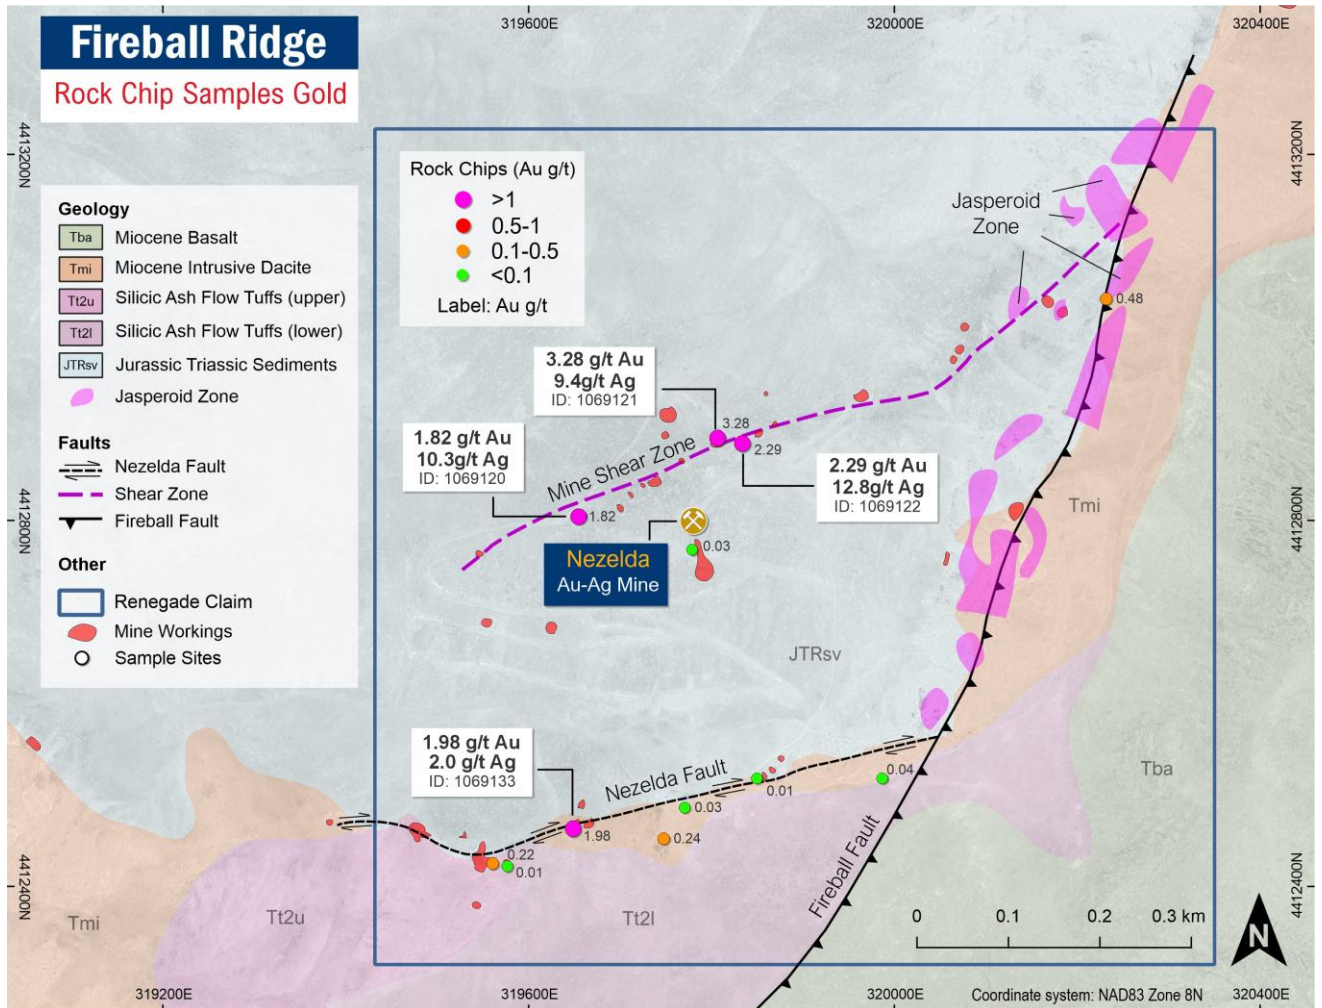 Fireball Ridge
Rock Chip Samples Gold
319600E
320000E
320400E
4413200N
4413200N
Geology
Tba Miocene Basalt
Tmi Miocene Intrusive Dacite
Tt2u Silicic Ash Flow Tuffs (upper)
Tt2l Silicic Ash Flow Tuffs (lower)
JTRsv Jurassic Triassic Sediments
Jasperoid Zone
Faults
Nezelda Fault
Shear Zone
Fireball Fault
Other
Renegade Claim
Mine Workings
Sample Sites
Rock Chips (Au g/t)
>1
0.5-1
0.1-0.5
<0.1
Label: Au g/t
Jasperoid
Zone
0.48
3.28 g/t Au
9.4g/t Ag
ID: 1069121
3.28
2.29
1.82 g/t Au
10.3g/t Ag
ID: 1069120
Mine Shear Zone
2.29 g/t Au
12.8g/t Ag
ID: 1069122
1.82
4412800N
4412800N
Tmi
Nezelda
Au-Ag Mine
0.03
JTRsv
1.98 g/t Au
2.0 g/t Ag
ID: 1069133
Nezelda Fault
0.04
0.01
0.03
Tba
1.98
0.24
0.22
0.01
Fireball Fault
4412400N
4412400N
Tmi
Tt2u
Tt2l
0 0.1 0.2 0.3 km
N
319200E
319600E
320000E
Coordinate system: NAD83 Zone 8N
320400E